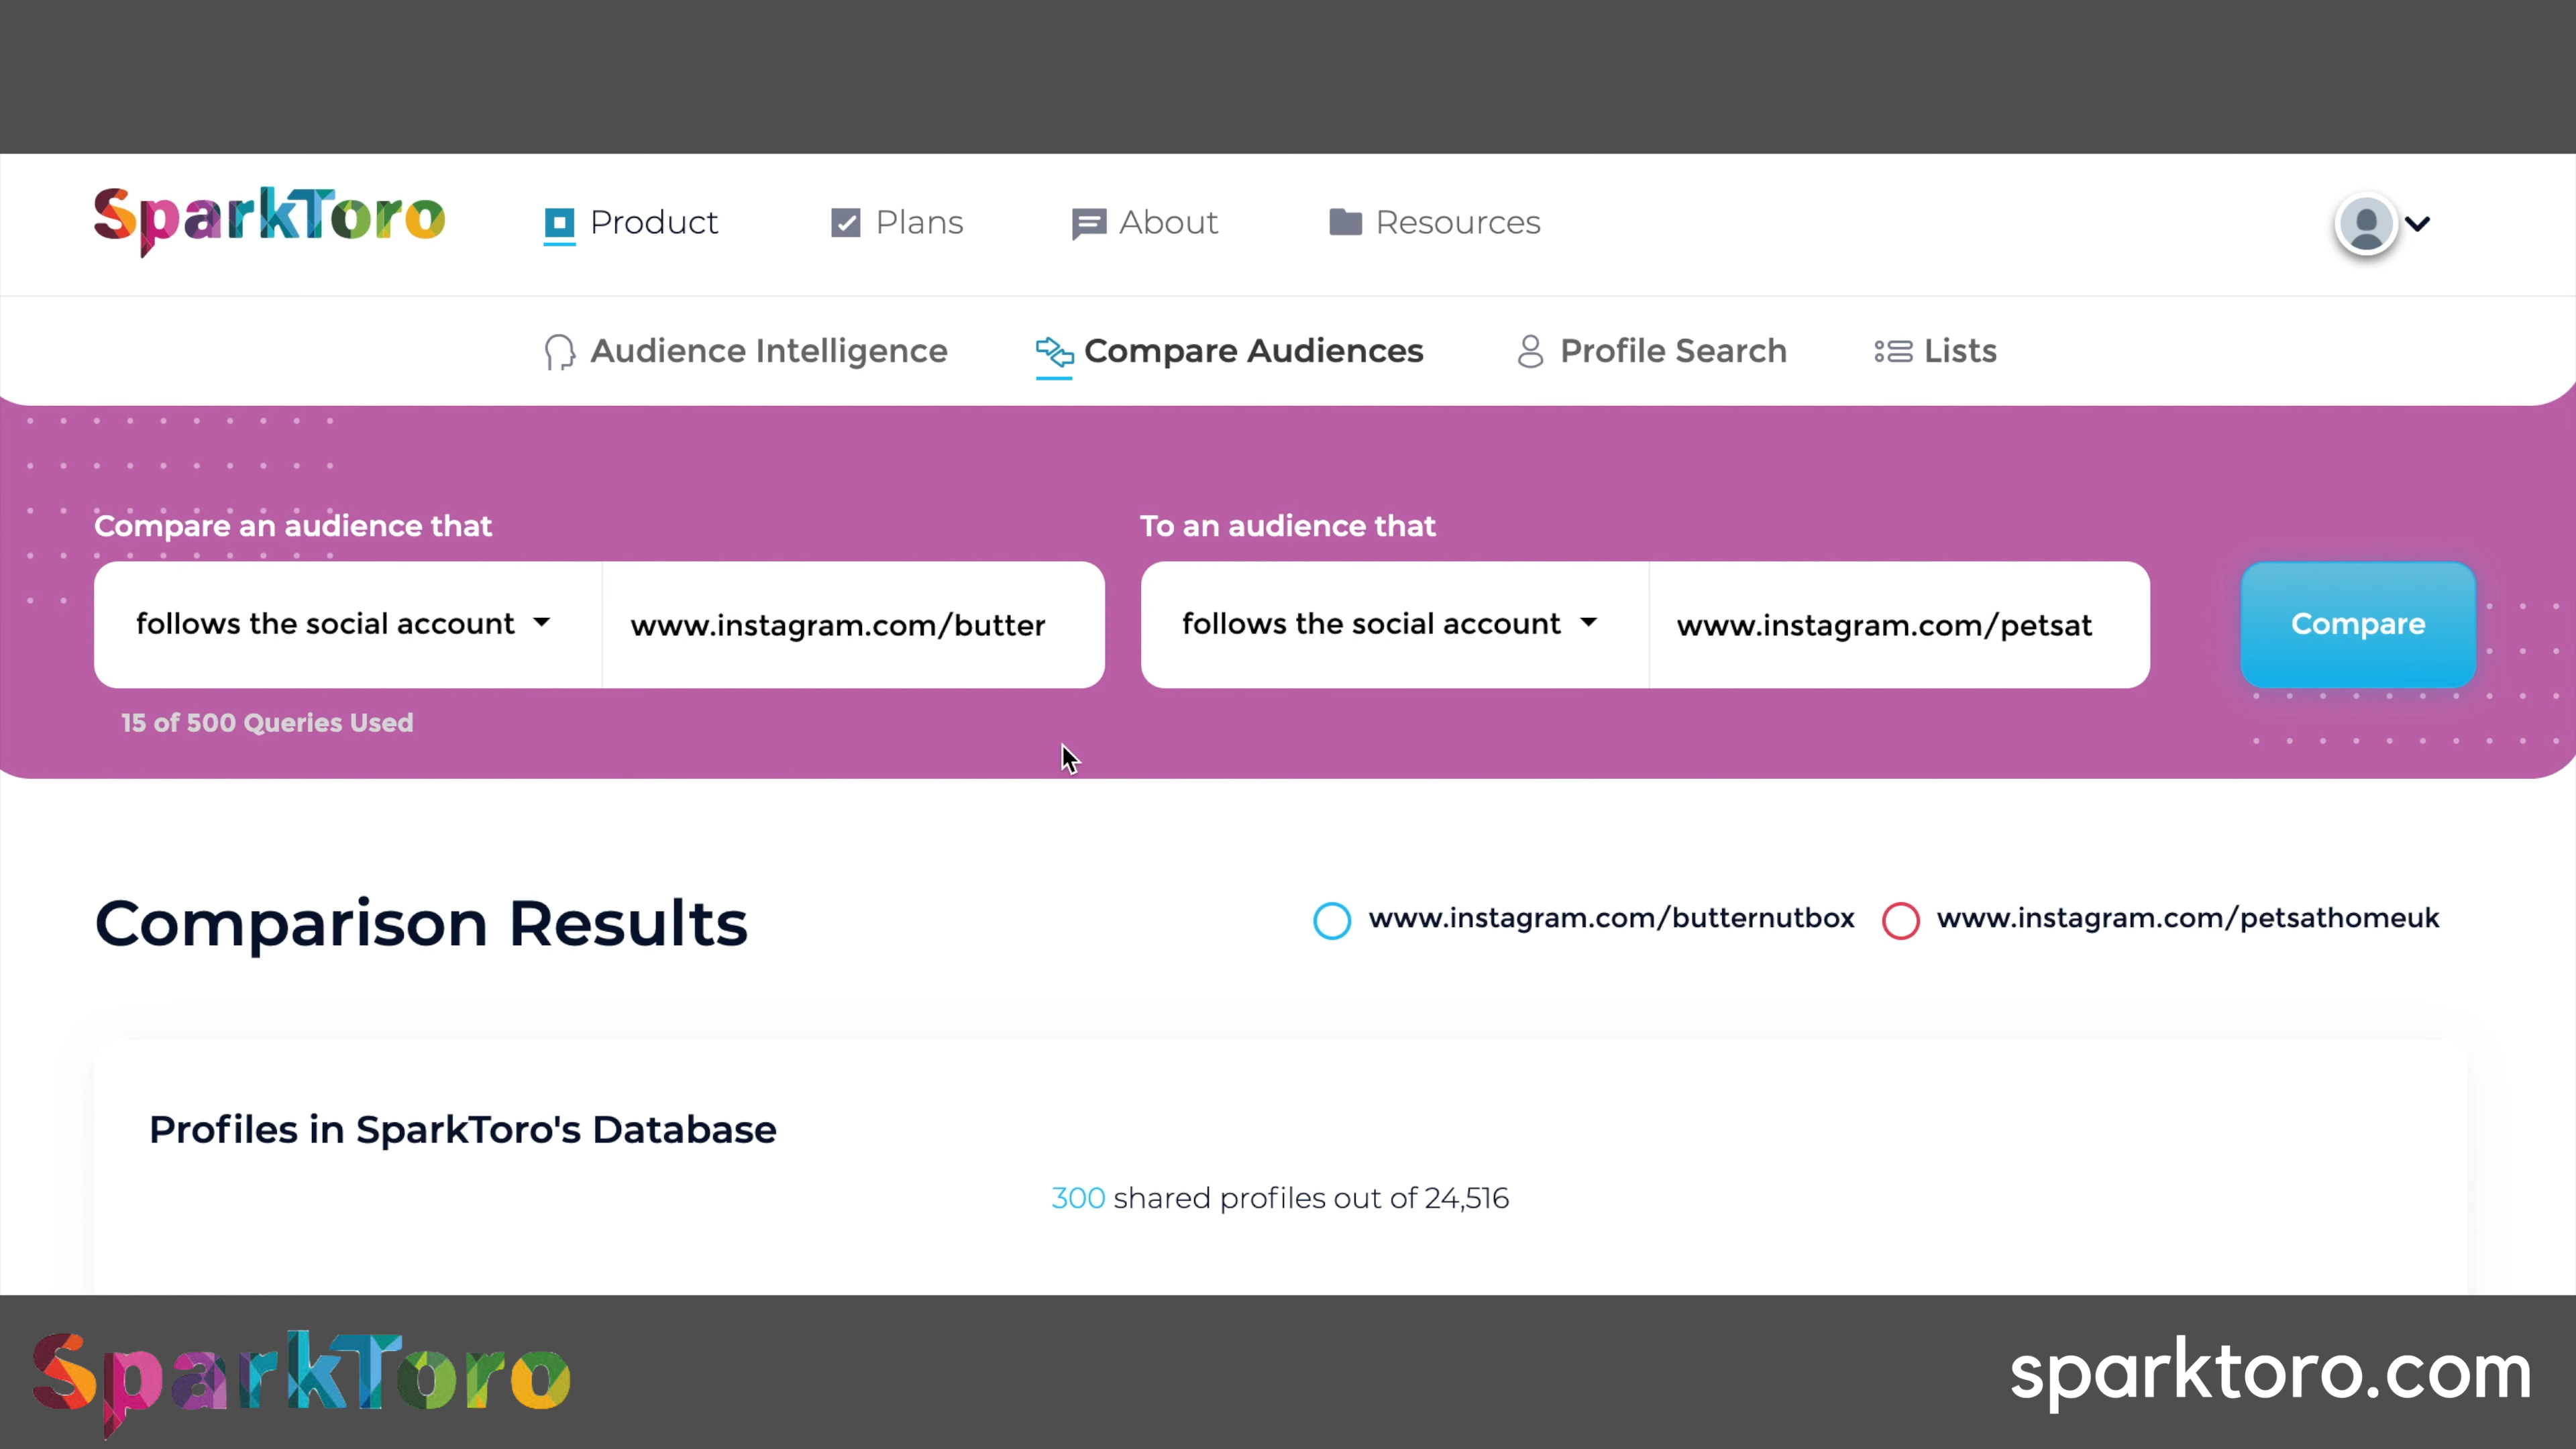 SparkToro
Product
Plans
About
Resources
Audience Intelligence
Compare Audiences
Profile Search
Lists
Compare an audience that
To an audience that
follows the social account
www.instagram.com/butter
follows the social account
www.instagram.com/petsat
Compare
15 of 500 Queries Used
Comparison Results
www.instagram.com/butternutbox
www.instagram.com/petsathomeuk
Profiles in SparkToro's Database
300 shared profiles out of 24,516
SparkToro
sparktoro.com